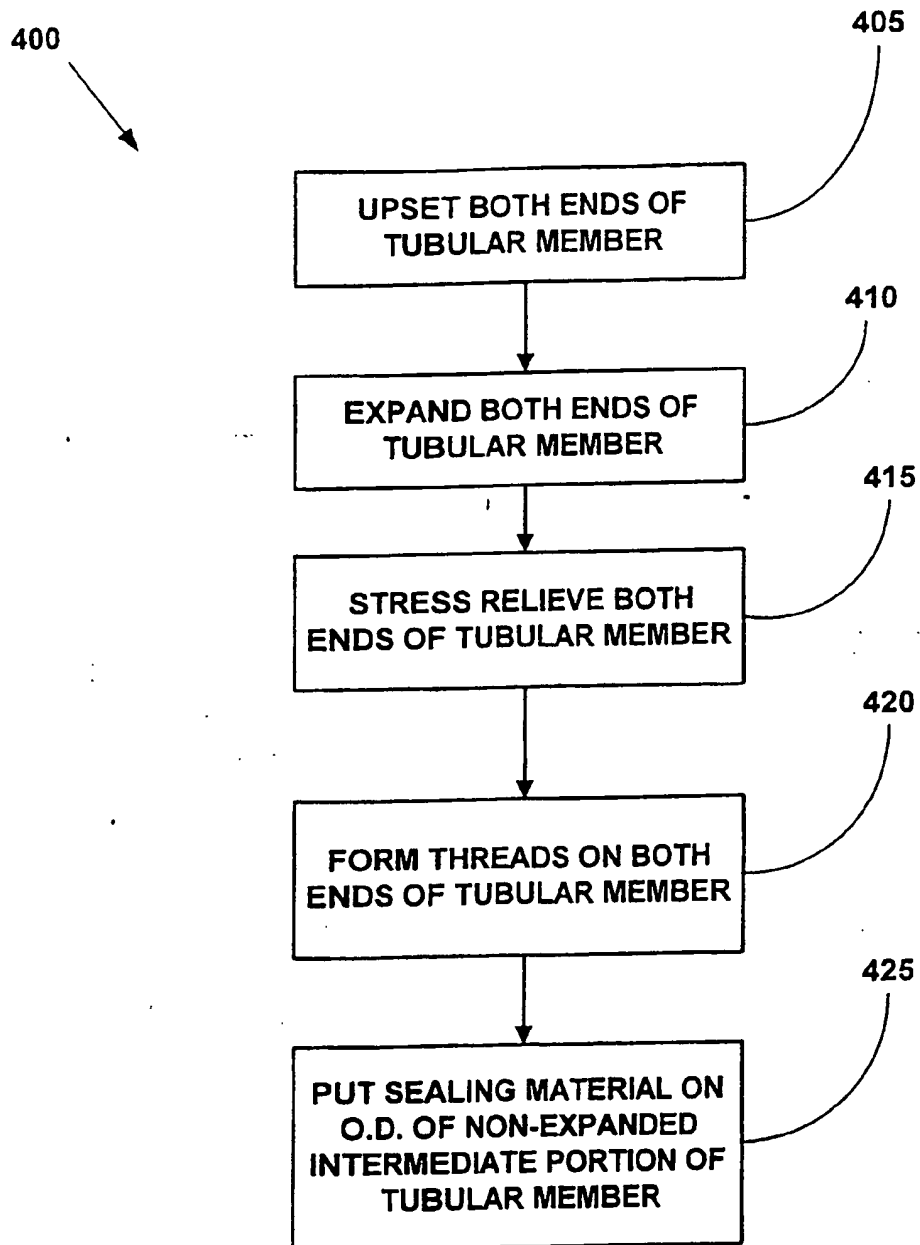 400
405
UPSET BOTH ENDS OF
TUBULAR MEMBER
410
EXPAND BOTH ENDS OF
TUBULAR MEMBER
415
STRESS RELIEVE BOTH
ENDS OF TUBULAR MEMBER
420
FORM THREADS ON BOTH
ENDS OF TUBULAR MEMBER
425
PUT SEALING MATERIAL ON
O.D. OF NON-EXPANDED
INTERMEDIATE PORTION OF
TUBULAR MEMBER